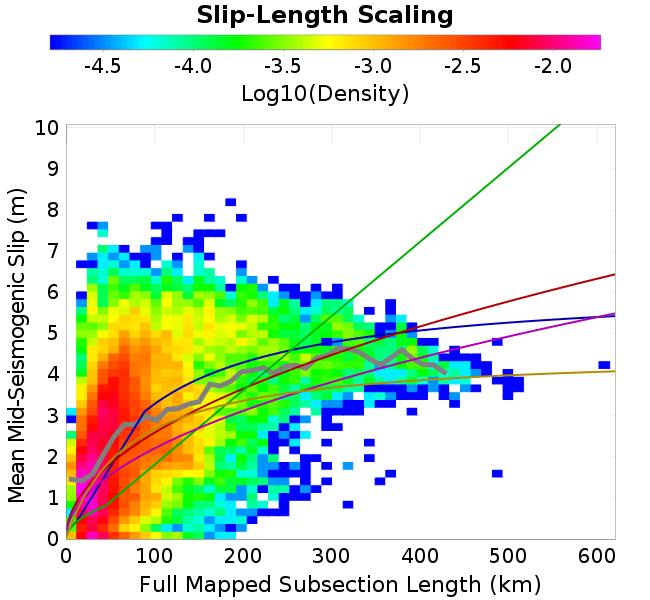 Slip-Length Scaling
-4.5 -4.0 -3.5 -3.0 -2.5 -2.0
Log10(Density)
10
9
8
7
6
5
4
3
2
1
0
Mean Mid-Seismogenic Slip (m)
0 100 200 300 400 500 600
Full Mapped Subsection Length (km)